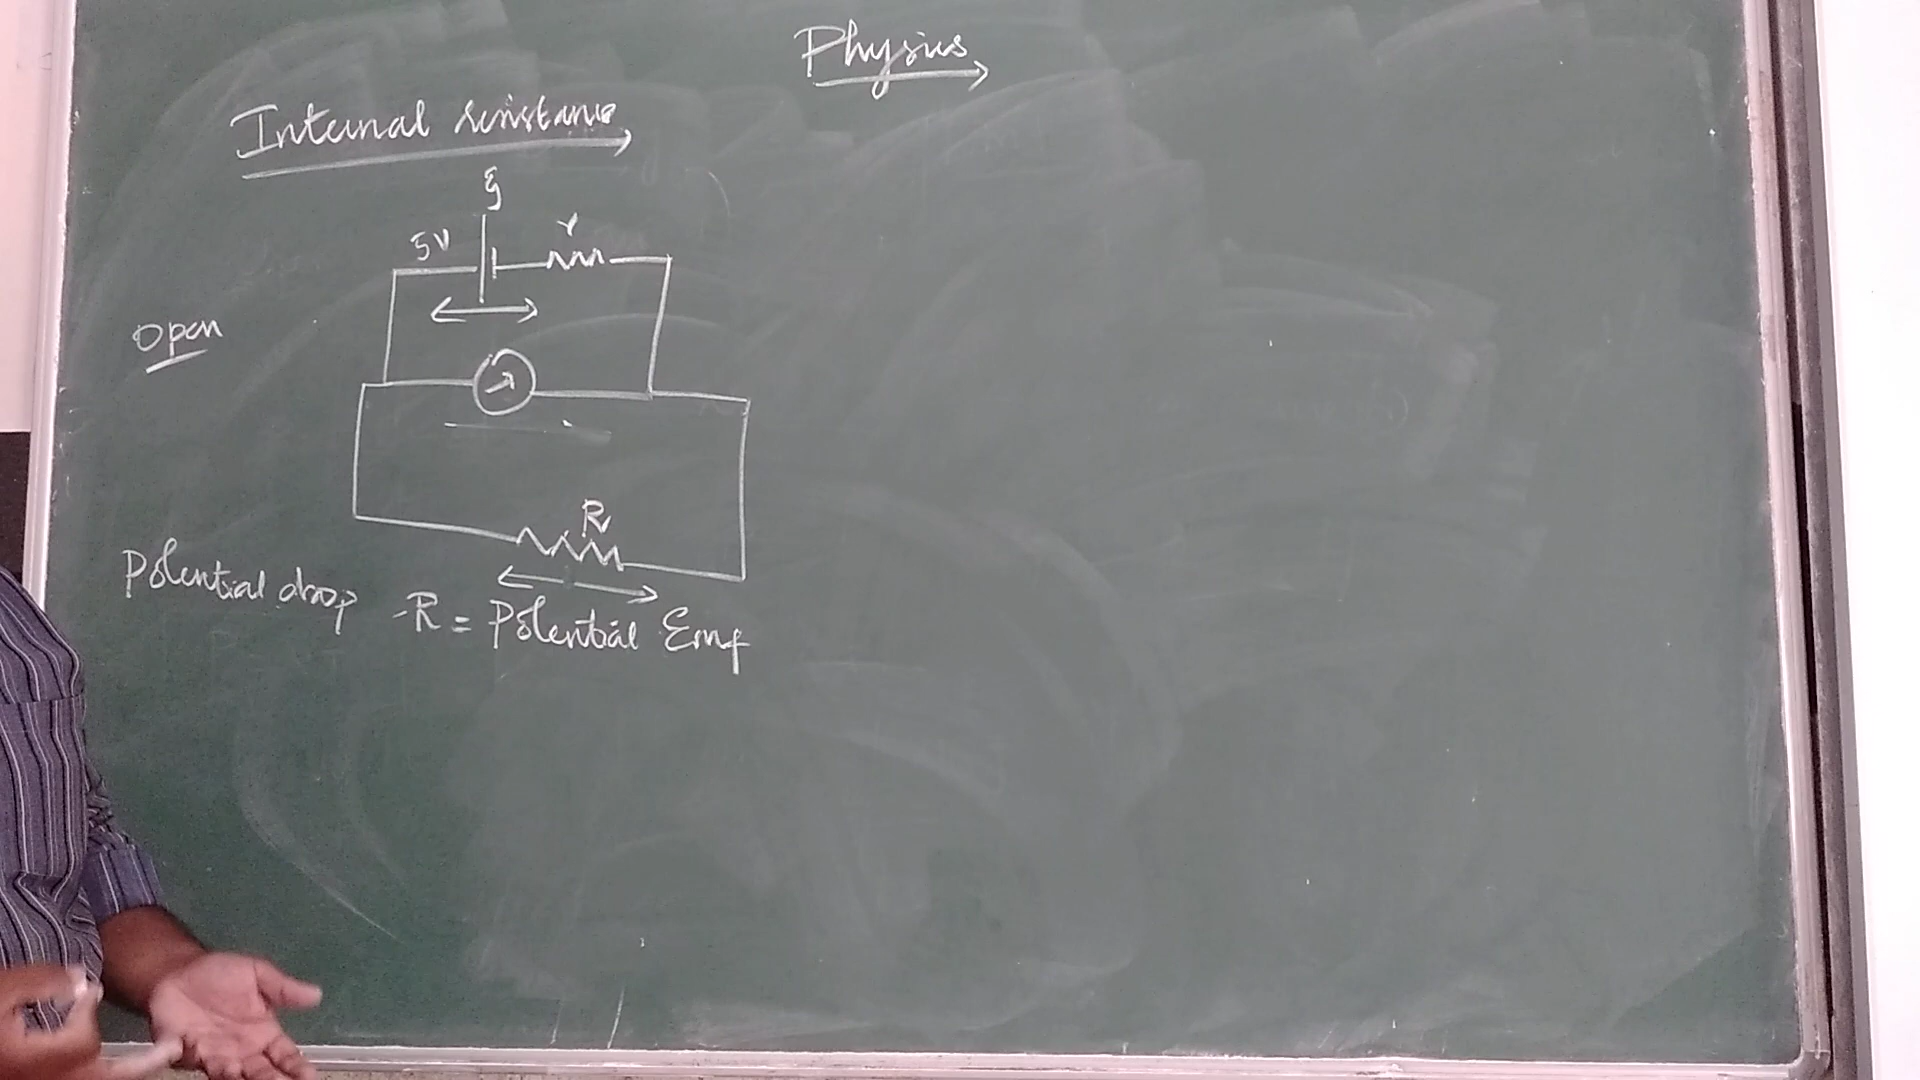 Physics
Internal resistance
ξ
5V
r
Open
R
Potential drop - R = Potential Emf